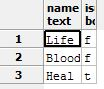 name is
text bo
1 Life f
2 Blood f
3 Heal t